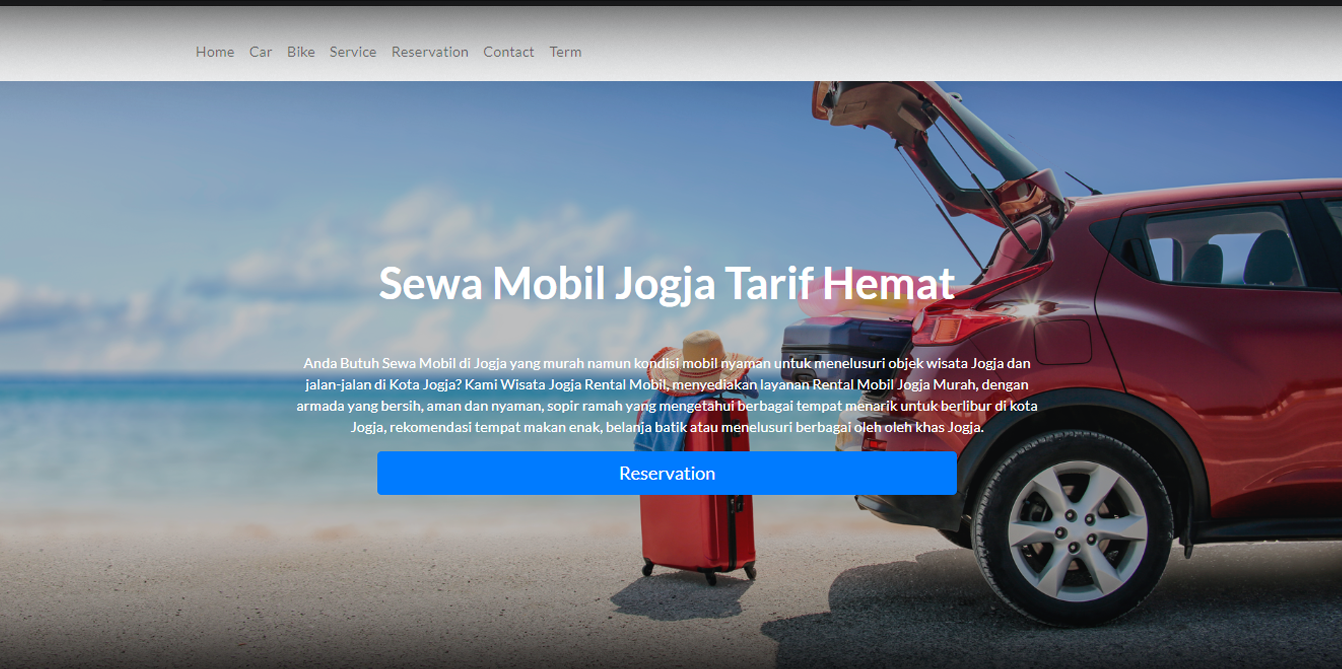 Home Car Bike Service Reservation Contact Term
Sewa Mobil Jogja Tarif Hemat
Anda Butuh Sewa Mobil di Jogja yang murah namun kondisi mobil nyaman untuk menelusuri objek wisata Jogja dan
jalan-jalan di Kota Jogja? Kami Wisata Jogja Rental Mobil, menyediakan layanan Rental Mobil Jogja Murah, dengan
armada yang bersih, aman dan nyaman, sopir ramah yang mengetahui berbagai tempat menarik untuk berlibur di kota
Jogja, rekomendasi tempat makan enak, belanja batik atau menelusuri berbagai oleh oleh khas Jogja.
Reservation